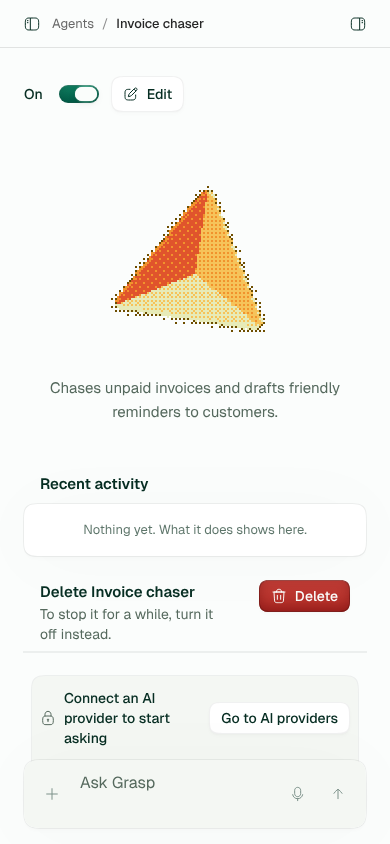 Agents / Invoice chaser
On
Edit
Chases unpaid invoices and drafts friendly
reminders to customers.
Recent activity
Nothing yet. What it does shows here.
Delete Invoice chaser
To stop it for a while, turn it
off instead.
Delete
Connect an AI
provider to start
asking
Go to AI providers
Ask Grasp